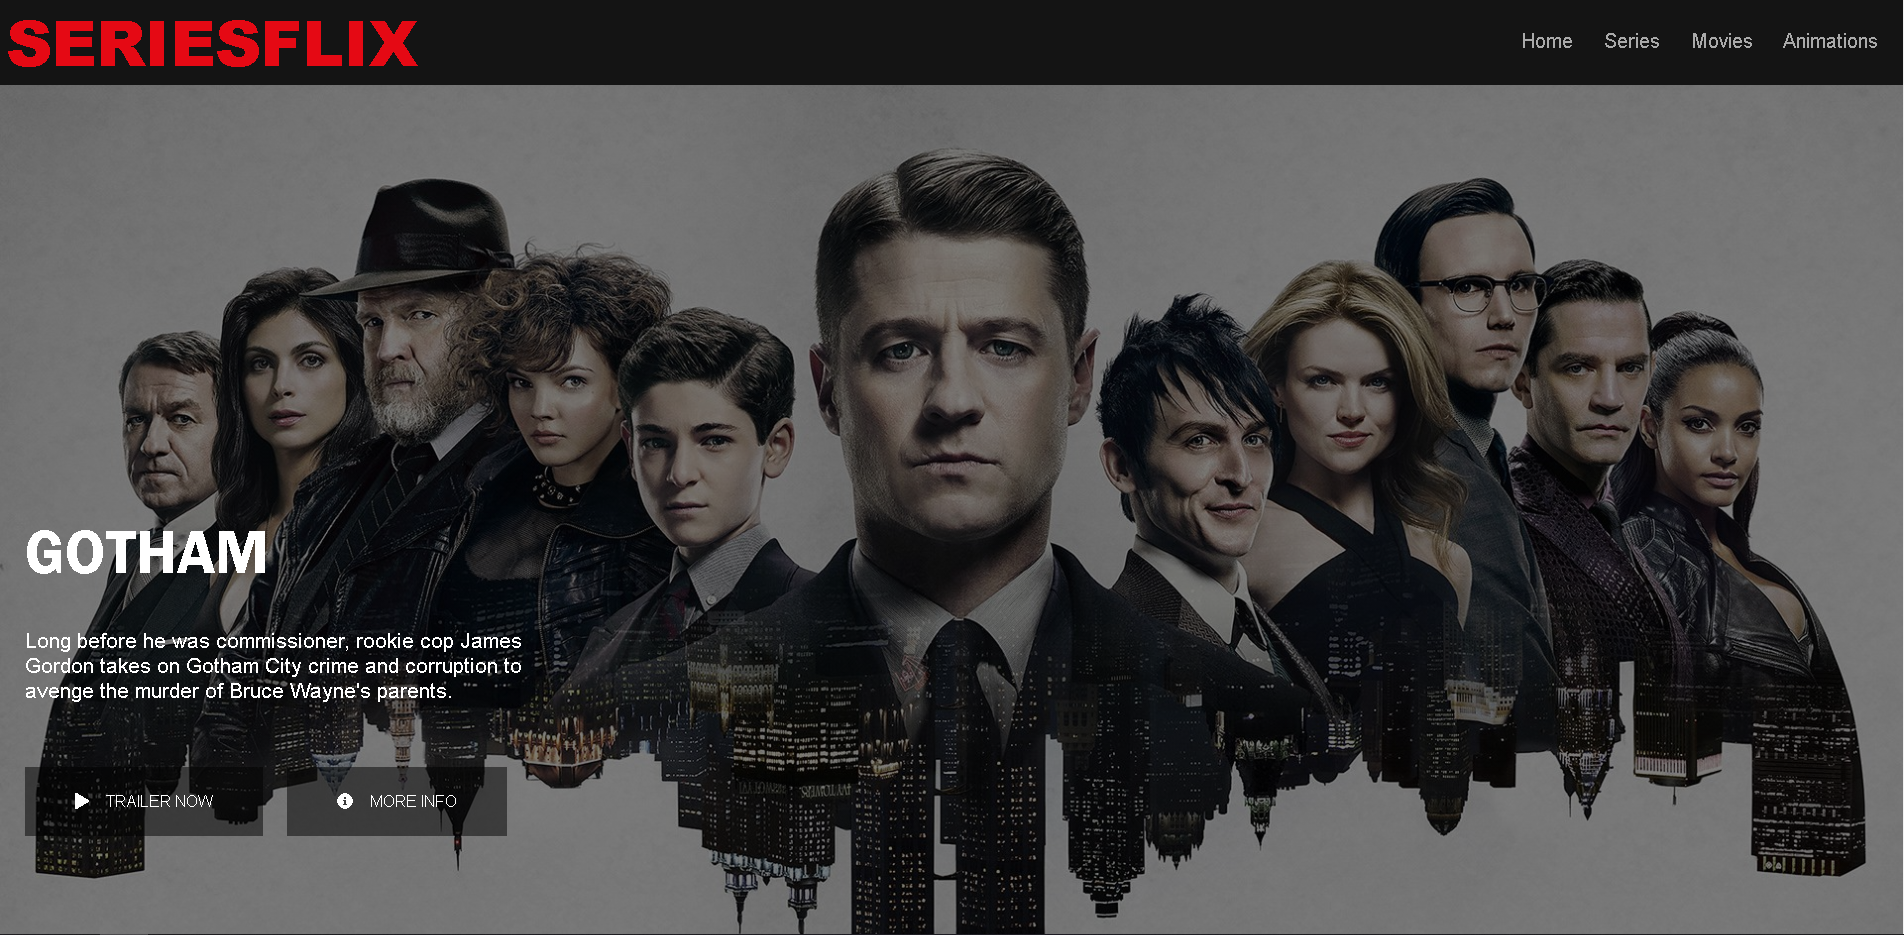 SERIESFLIX
Home Series Movies Animations
GOTHAM
Long before he was commissioner, rookie cop James
Gordon takes on Gotham City crime and corruption to
avenge the murder of Bruce Wayne's parents.
TRAILER NOW
MORE INFO